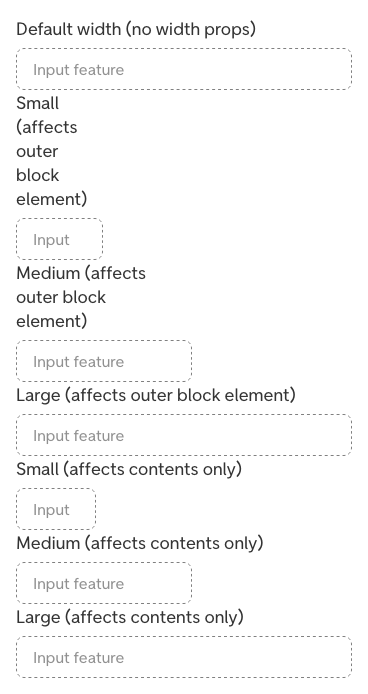 Default width (no width props)
Input feature
Small
(affects
outer
block
element)
Input
Medium (affects
outer block
element)
Input feature
Large (affects outer block element)
Input feature
Small (affects contents only)
Input
Medium (affects contents only)
Input feature
Large (affects contents only)
Input feature